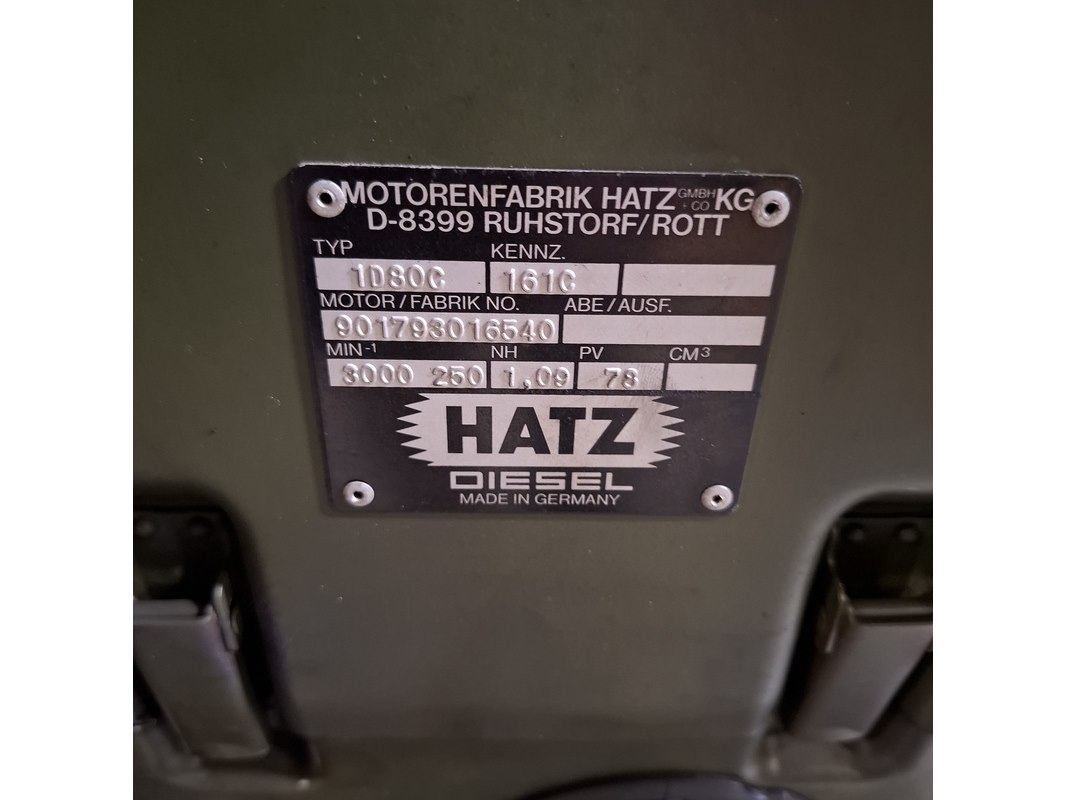 MOTORENFABRIK HATZ GMBH + CO KG
D-8399 RUHSTORF/ROTT
TYP KENNZ.
1D80C 161C
MOTOR/FABRIK NO. ABE/AUSF.
901793016540
MIN-1 NH PV CM3
3000 250 1,09 78
HATZ
DIESEL
MADE IN GERMANY